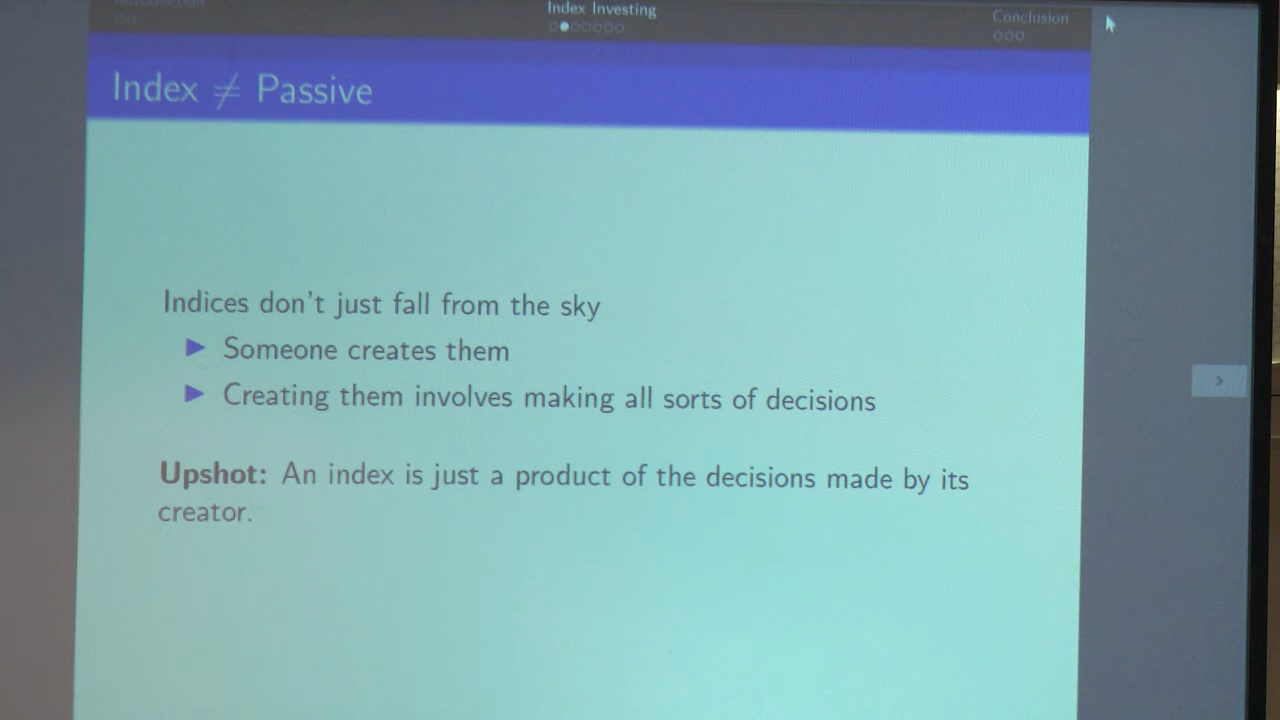 Introduction
Index Investing
Conclusion
Index ≠ Passive
Indices don't just fall from the sky
▶ Someone creates them
▶ Creating them involves making all sorts of decisions
Upshot: An index is just a product of the decisions made by its
creator.